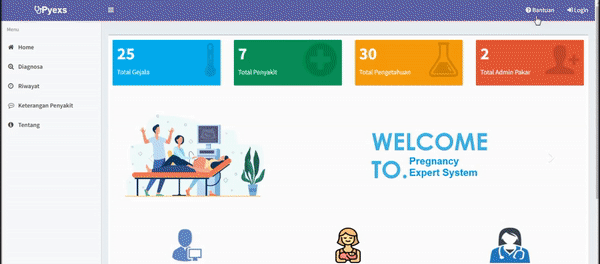 Pyexs
Bantuan
Login
Menu
Home
Diagnosa
Riwayat
Keterangan Penyakit
Tentang
25
Total Gejala
7
Total Penyakit
30
Total Pengetahuan
2
Total Admin Pakar
WELCOME
TO. Pregnancy
Expert System